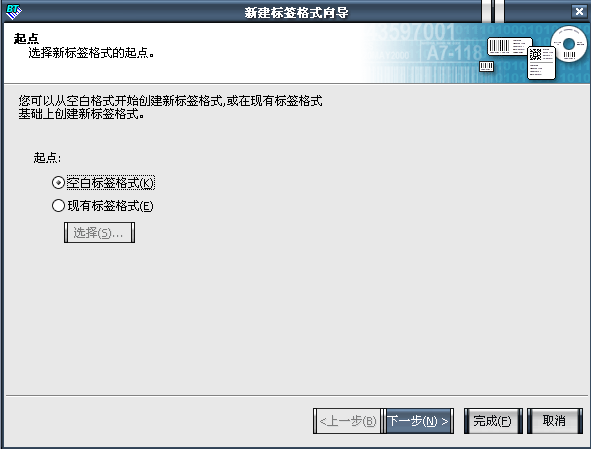 BT
新建标签格式向导
起点
选择新标签格式的起点。
3597001
A7-118
您可以从空白格式开始创建新标签格式,或在现有标签格式
基础上创建新标签格式。
起点:
空白标签格式(K)
现有标签格式(E)
选择(S)...
<上一步(B)
下一步(N) >
完成(F)
取消